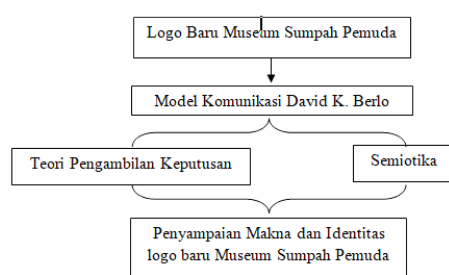 Logo Baru Museum Sumpah Pemuda
Model Komunikasi David K. Berlo
Teori Pengambilan Keputusan
Semiotika
Penyampaian Makna dan Identitas
logo baru Museum Sumpah Pemuda